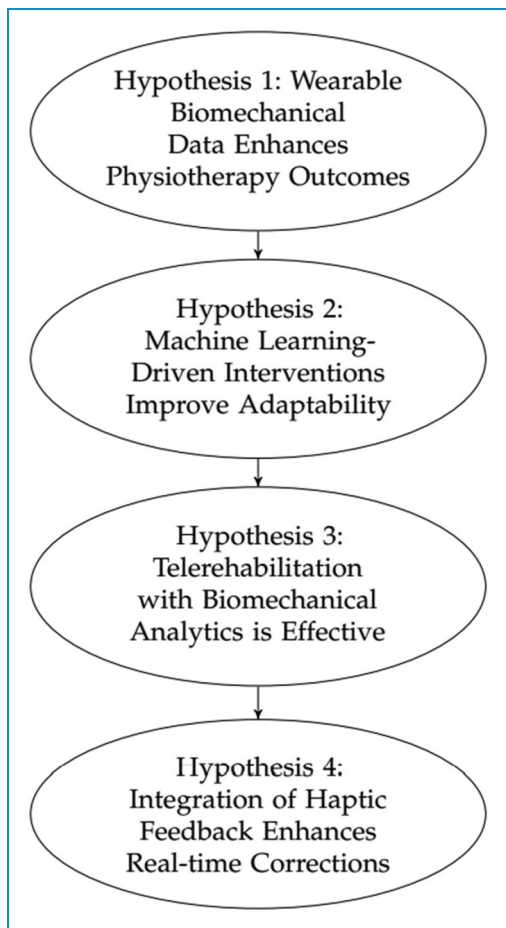 Hypothesis 1: Wearable
Biomechanical
Data Enhances
Physiotherapy Outcomes
Hypothesis 2:
Machine Learning-
Driven Interventions
Improve Adaptability
Hypothesis 3:
Telerehabilitation
with Biomechanical
Analytics is Effective
Hypothesis 4:
Integration of Haptic
Feedback Enhances
Real-time Corrections